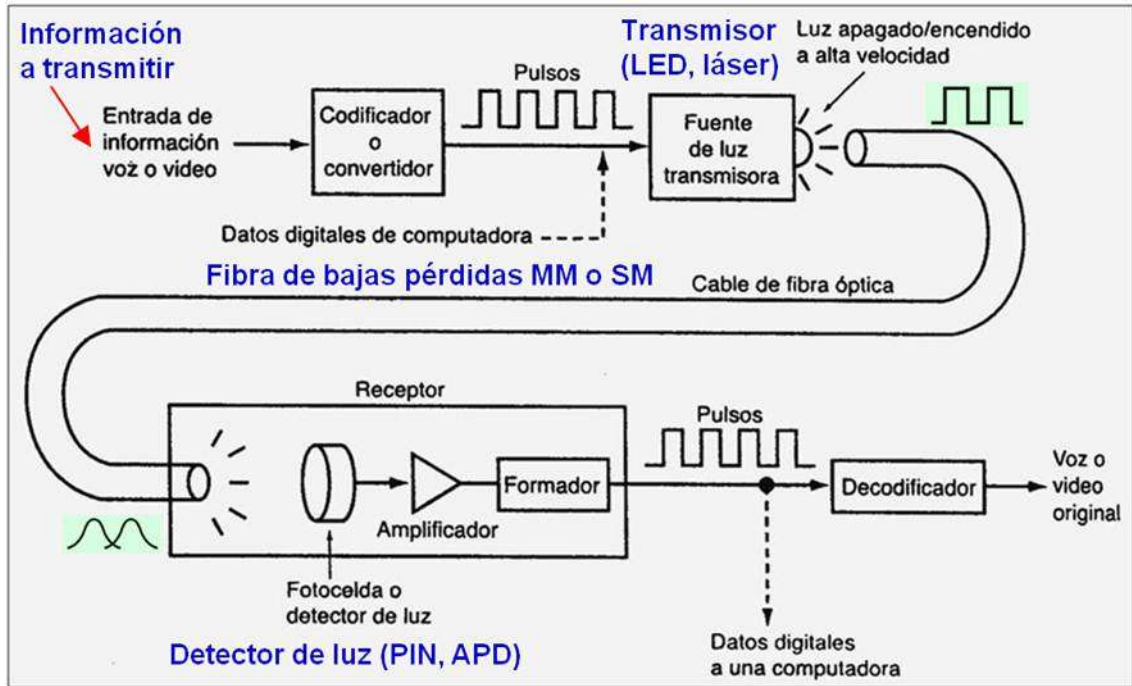 Información
a transmitir
Transmisor
(LED, láser)
Luz apagado/encendido
a alta velocidad
Pulsos
Entrada de
información
voz o video
Codificador
o
convertidor
Fuente
de luz
transmisora
Datos digitales de computadora
Fibra de bajas pérdidas MM o SM
Cable de fibra óptica
Receptor
Pulsos
Formador
Amplificador
Decodificador
Voz o
video
original
Fotocelda o
detector de luz
Detector de luz (PIN, APD)
Datos digitales
a una computadora